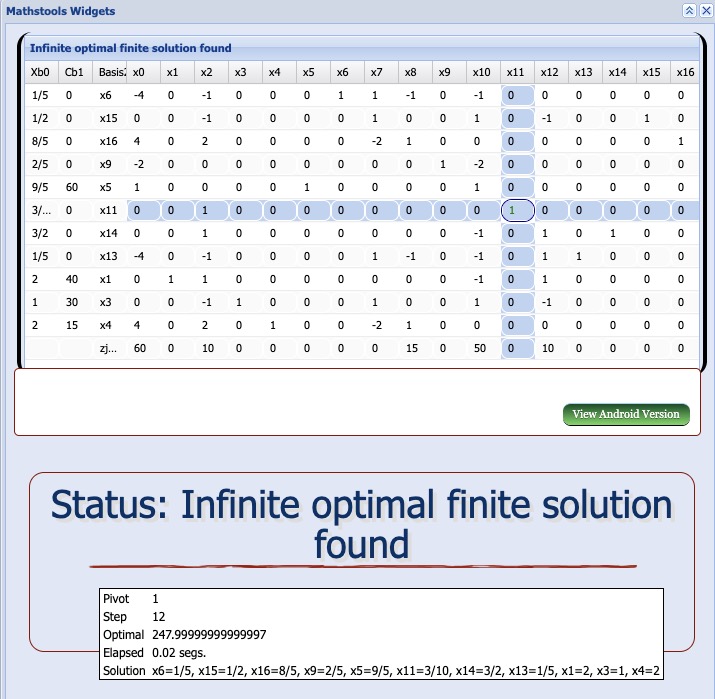 Mathstools Widgets
Infinite optimal finite solution found
Xb0 Cb1 Basis2 x0 x1 x2 x3 x4 x5 x6 x7 x8 x9 x10 x11 x12 x13 x14 x15 x16
1/5 0 x6 -4 0 -1 0 0 0 1 1 -1 0 -1 0 0 0 0 0 0
1/2 0 x15 0 0 -1 0 0 0 0 1 0 0 1 0 -1 0 0 1 0
8/5 0 x16 4 0 2 0 0 0 0 -2 1 0 0 0 0 0 0 0 1
2/5 0 x9 -2 0 0 0 0 0 0 0 0 1 -2 0 0 0 0 0 0
9/5 60 x5 1 0 0 0 0 1 0 0 0 0 1 0 0 0 0 0 0
3/... 0 x11 0 0 1 0 0 0 0 0 0 0 0 1 0 0 0 0 0
3/2 0 x14 0 0 1 0 0 0 0 0 0 0 -1 0 1 0 1 0 0
1/5 0 x13 -4 0 -1 0 0 0 0 1 -1 0 -1 0 1 1 0 0 0
2 40 x1 0 1 1 0 0 0 0 0 0 0 -1 0 1 0 0 0 0
1 30 x3 0 0 -1 1 0 0 0 1 0 0 1 0 -1 0 0 0 0
2 15 x4 4 0 2 0 1 0 0 -2 1 0 0 0 0 0 0 0 0
zj... 60 0 10 0 0 0 0 0 15 0 50 0 10 0 0 0 0
View Android Version
Status: Infinite optimal finite solution
found
Pivot 1
Step 12
Optimal 247.99999999999997
Elapsed 0.02 segs.
Solution x6=1/5, x15=1/2, x16=8/5, x9=2/5, x5=9/5, x11=3/10, x14=3/2, x13=1/5, x1=2, x3=1, x4=2